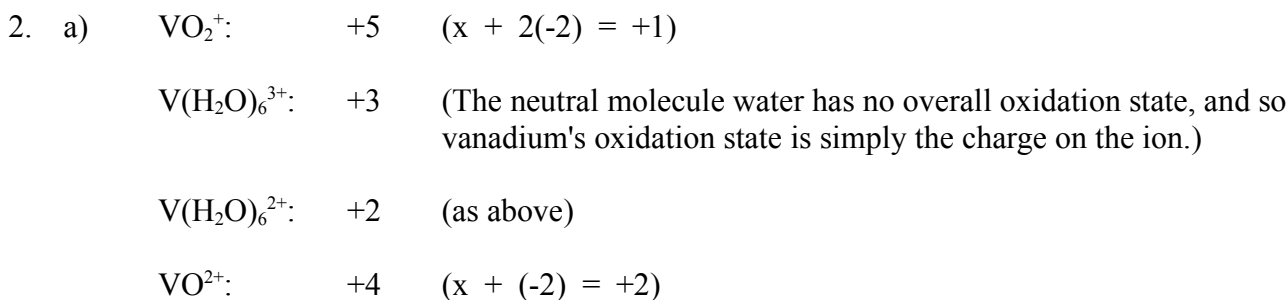 2. a) VO₂⁺: +5 (x + 2(-2) = +1)
V(H₂O)₆³⁺: +3 (The neutral molecule water has no overall oxidation state, and so
vanadium's oxidation state is simply the charge on the ion.)
V(H₂O)₆²⁺: +2 (as above)
VO²⁺: +4 (x + (-2) = +2)